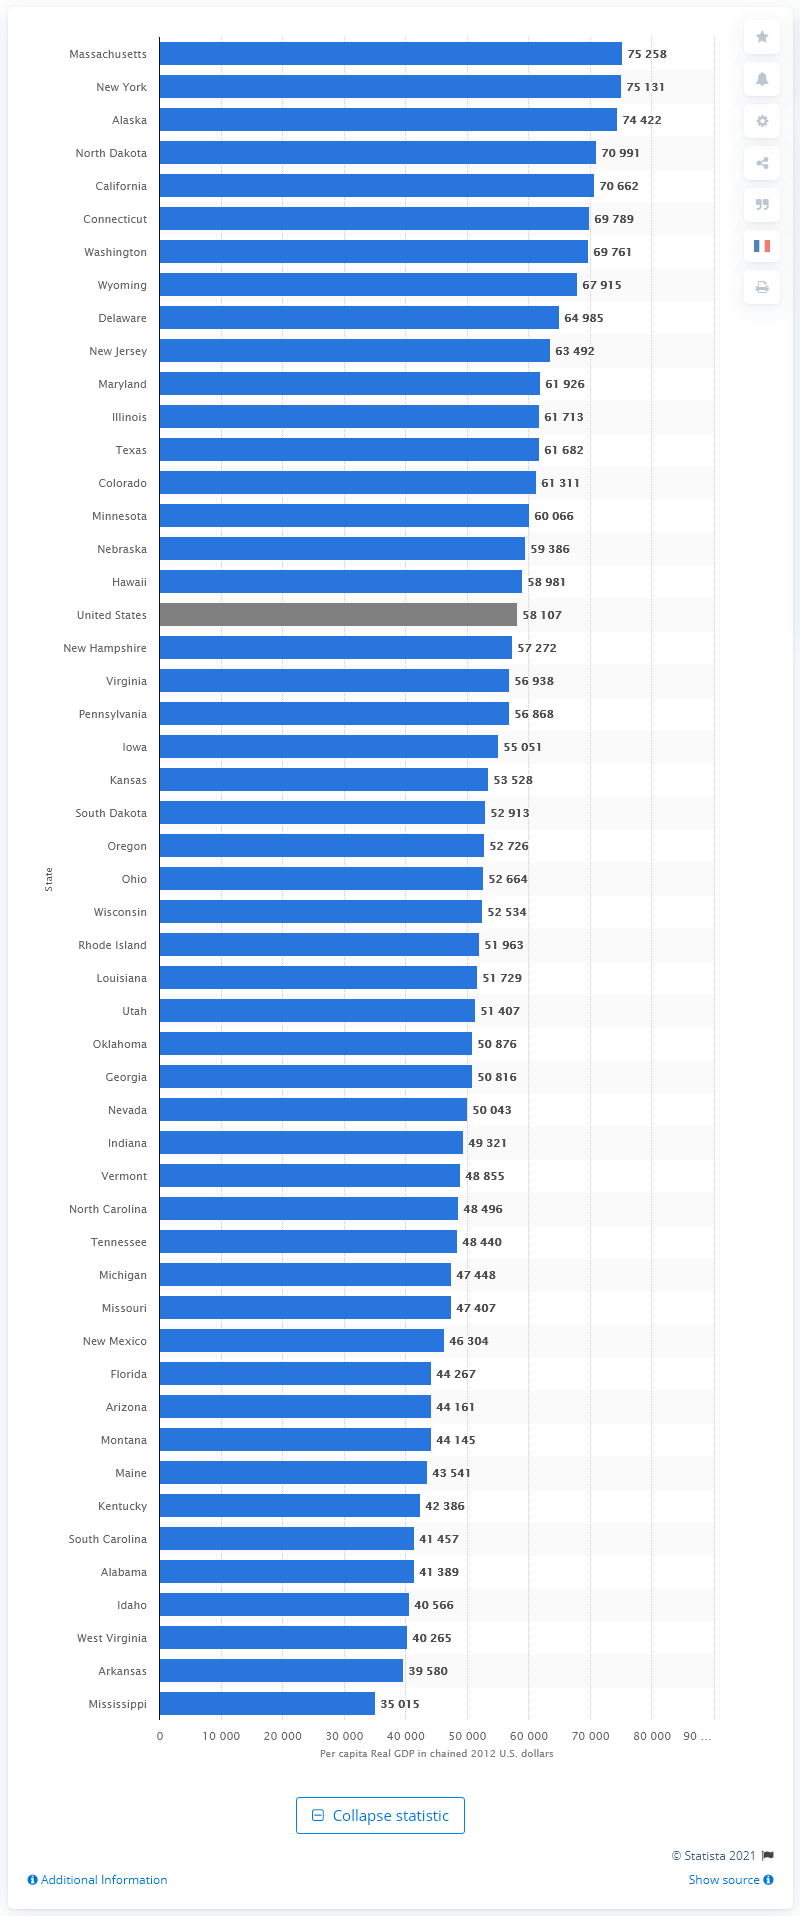 Massachusetts 75 258
New York 75 131
Alaska 74 422
North Dakota 70 991
California 70 662
Connecticut 69 789
Washington 69 761
Wyoming 67 915
Delaware 64 985
New Jersey 63 492
Maryland 61 926
Illinois 61 713
Texas 61 682
Colorado 61 311
Minnesota 60 066
Nebraska 59 386
Hawaii 58 981
United States 58 107
New Hampshire 57 272
Virginia 56 938
Pennsylvania 56 868
Iowa 55 051
Kansas 53 528
South Dakota 52 913
Oregon 52 726
State
Ohio 52 664
Wisconsin 52 534
Rhode Island 51 963
Louisiana 51 729
Utah 51 407
Oklahoma 50 876
Georgia 50 816
Nevada 50 043
Indiana 49 321
Vermont 48 855
North Carolina 48 496
Tennessee 48 440
Michigan 47 448
Missouri 47 407
New Mexico 46 304
Florida 44 267
Arizona 44 161
Montana 44 145
Maine 43 541
Kentucky 42 386
South Carolina 41 457
Alabama 41 389
Idaho 40 566
West Virginia 40 265
Arkansas 39 580
Mississippi 35 015
0 10 000 20 000 30 000 40 000 50 000 60 000 70 000 80 000 90 ...
Per capita Real GDP in chained 2012 U.S. dollars
Collapse statistic
© Statista 2021
Additional Information Show source